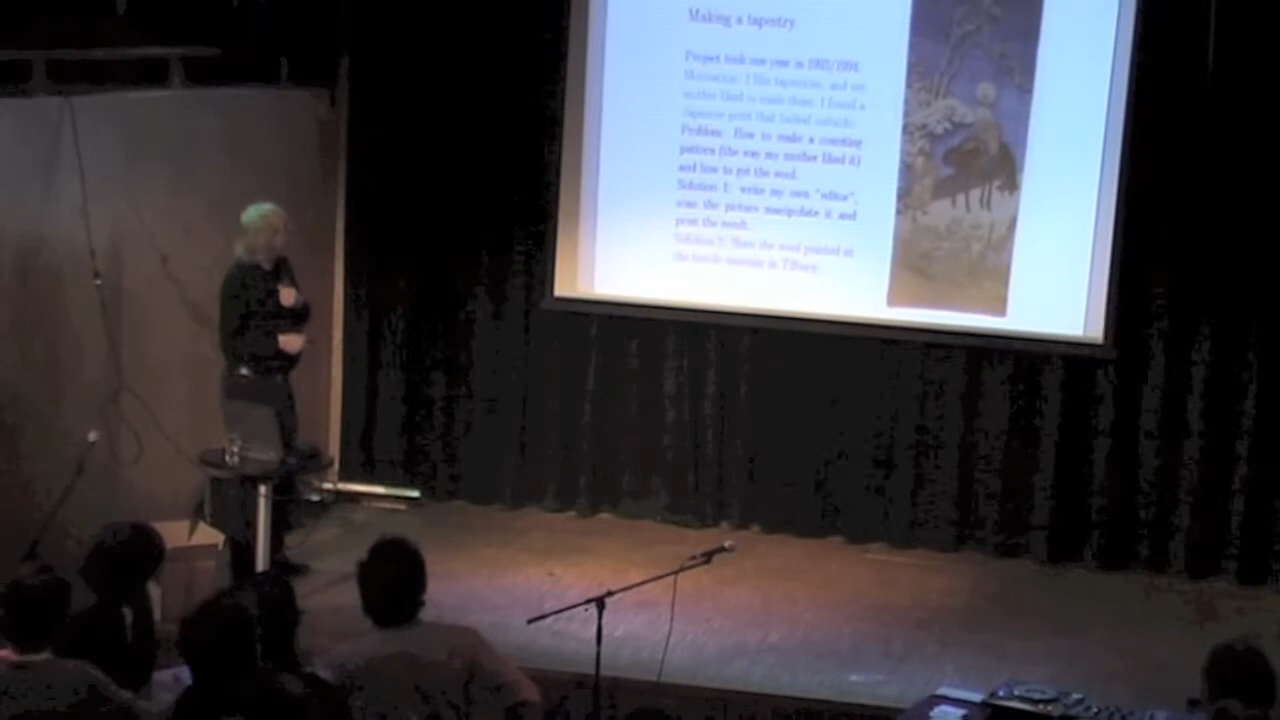 Making a tapestry
Project took one year in 1993/1994.
Motivation: I like tapestries, and my
mother liked to make them. I found a
Japanese print that looked suitable.
Problem: How to make a counting
pattern (the way my mother liked it)
and how to get the wool.
Solution 1: write my own "editor",
scan the picture manipulate it and
print the result.
Solution 2: Have the wool painted at
the textile museum in Tilburg.